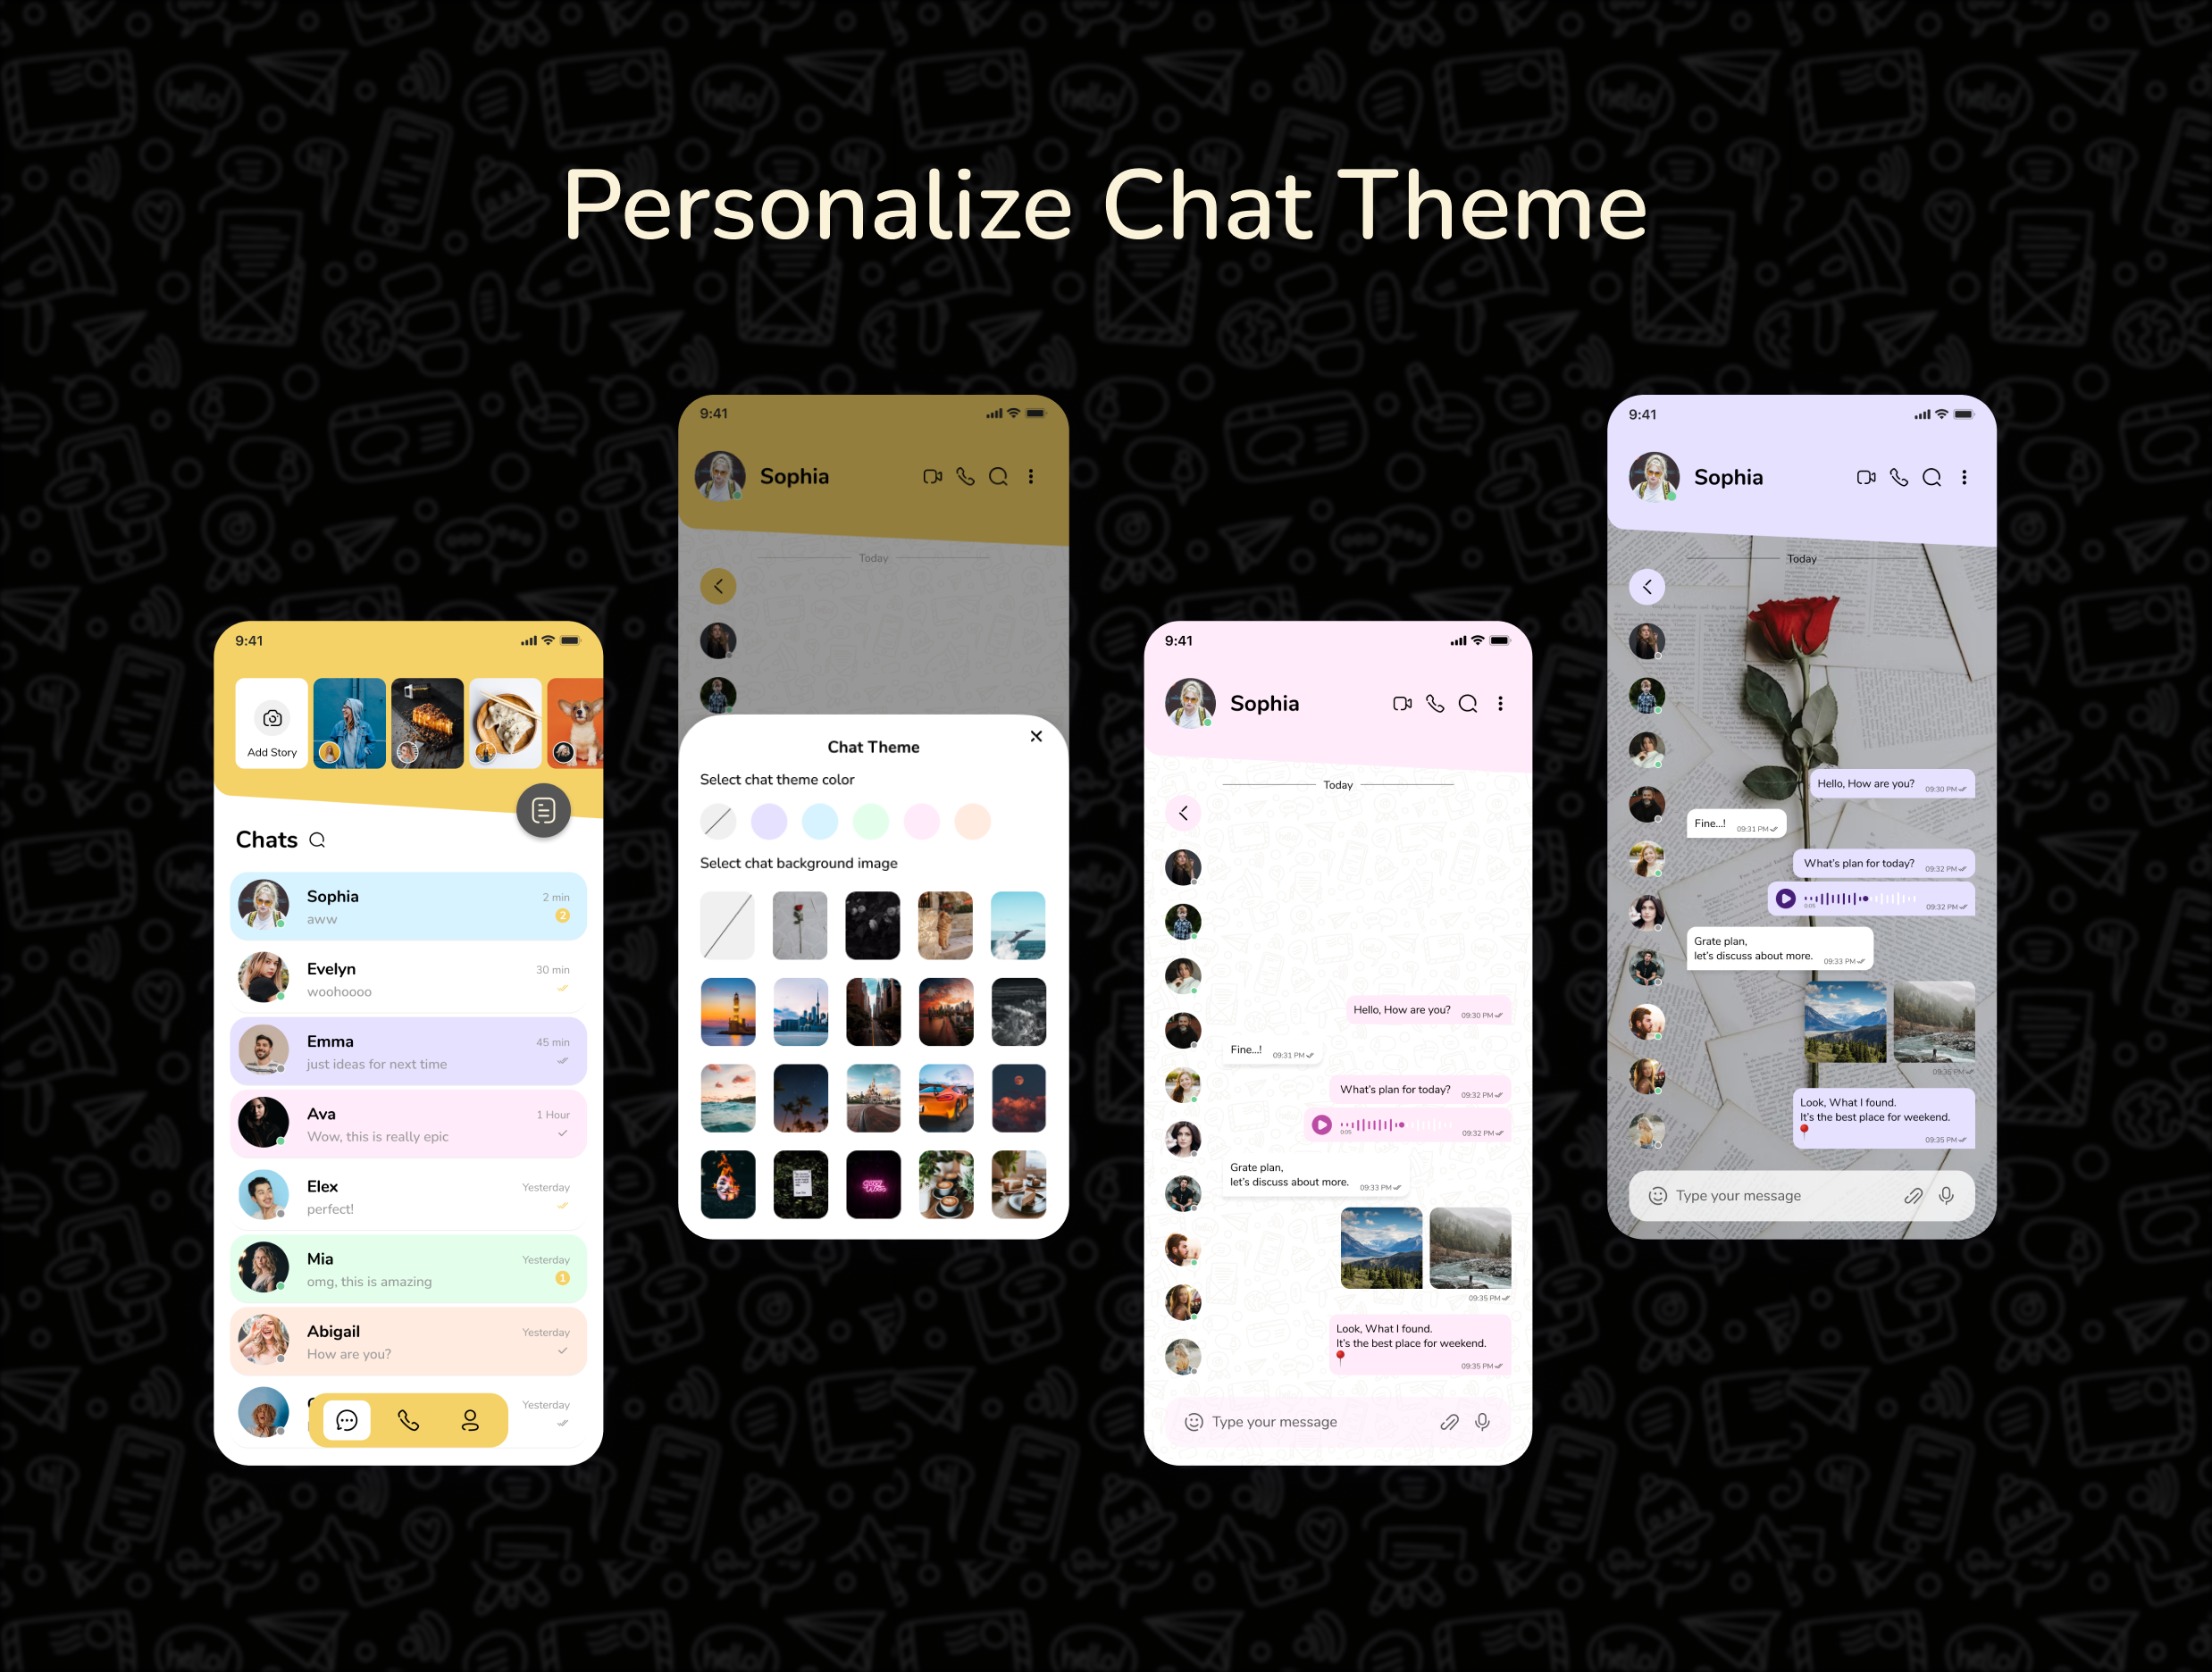 Personalize Chat Theme
9:41
Add Story
Chats
Sophia
2 min
aww
2
Evelyn
30 min
woohoooo
Emma
45 min
just ideas for next time
Ava
1 Hour
Wow, this is really epic
Elex
Yesterday
perfect!
Mia
Yesterday
omg, this is amazing
1
Abigail
Yesterday
How are you?
Yesterday
9:41
Sophia
Today
Chat Theme
Select chat theme color
Select chat background image
9:41
Sophia
Today
Hello, How are you?
09:30 PM
Fine...!
09:31 PM
What's plan for today?
09:32 PM
0:05
09:32 PM
Grate plan,
let's discuss about more.
09:33 PM
09:35 PM
Look, What I found.
It's the best place for weekend.
09:35 PM
Type your message
9:41
Sophia
Today
Hello, How are you?
09:30 PM
Fine...!
09:31 PM
What's plan for today?
09:32 PM
0:05
09:32 PM
Grate plan,
let's discuss about more.
09:33 PM
09:35 PM
Look, What I found.
It's the best place for weekend.
09:35 PM
Type your message